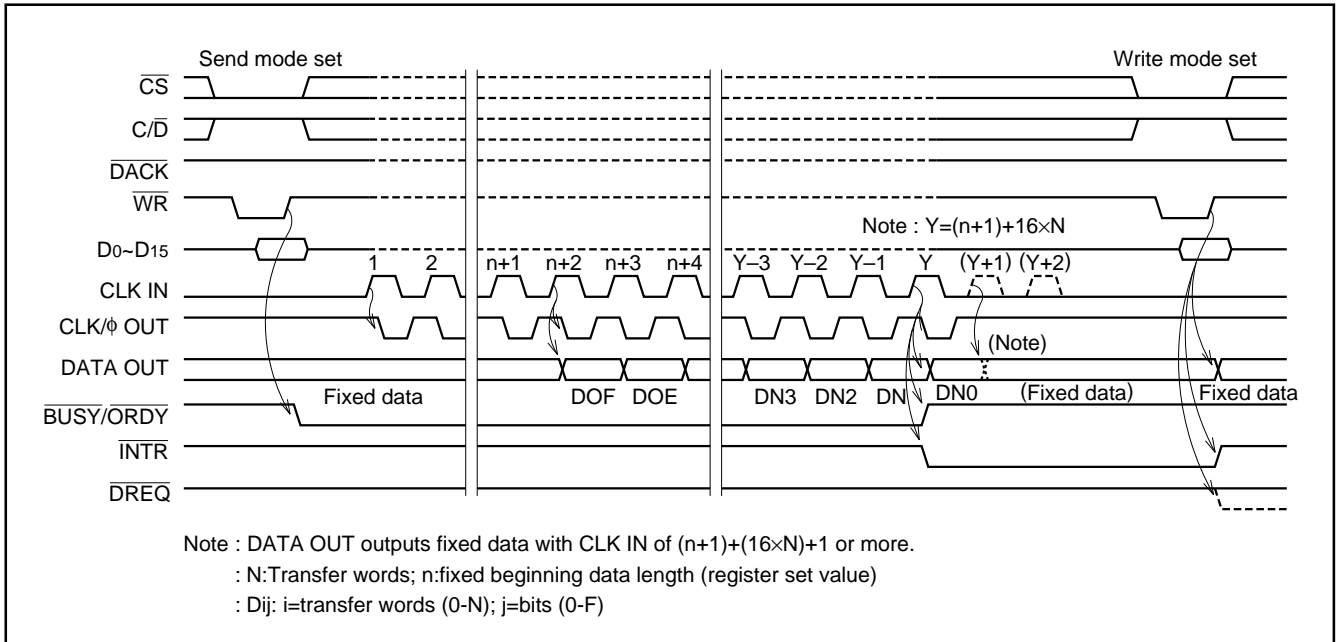 Send mode set
Write mode set
CS
C/D
DACK
WR
Note : Y=(n+1)+16×N
D0~D15
1 2 n+1 n+2 n+3 n+4 Y–3 Y–2 Y–1 Y (Y+1) (Y+2)
CLK IN
CLK/ϕ OUT
(Note)
DATA OUT
Fixed data DOF DOE DN3 DN2 DN DN0 (Fixed data) Fixed data
BUSY/ORDY
INTR
DREQ
Note : DATA OUT outputs fixed data with CLK IN of (n+1)+(16×N)+1 or more.
: N:Transfer words; n:fixed beginning data length (register set value)
: Dij: i=transfer words (0-N); j=bits (0-F)